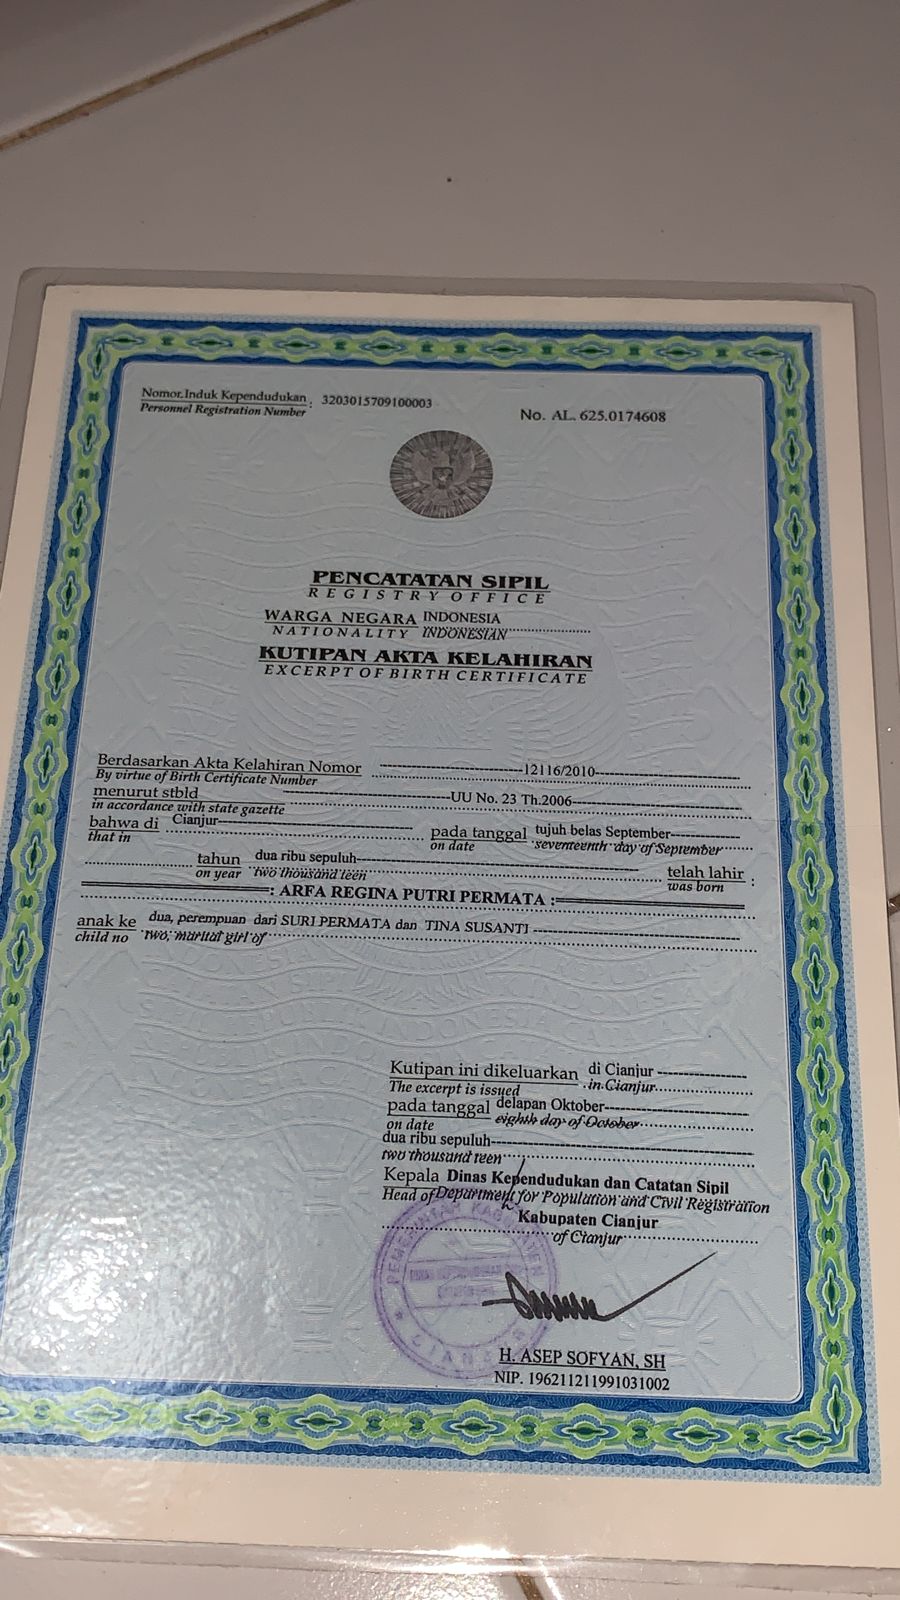 Nomor Induk Kependudukan : 3203015709100003
Personnel Registration Number
No. AL. 625.0174608
PENCATATAN SIPIL
REGISTRY OFFICE
WARGA NEGARA INDONESIA
NATIONALITY INDONESIAN
KUTIPAN AKTA KELAHIRAN
EXCERPT OF BIRTH CERTIFICATE
Berdasarkan Akta Kelahiran Nomor 12116/2010
By virtue of Birth Certificate Number
menurut stbld UU No. 23 Th.2006
in accordance with state gazette
bahwa di Cianjur pada tanggal tujuh belas September
that in on date seventeenth day of September
tahun dua ribu sepuluh telah lahir :
on year two thousand teen was born
: ARFA REGINA PUTRI PERMATA :
anak ke dua, perempuan dari SURI PERMATA dan TINA SUSANTI
child no two, marital girl of
Kutipan ini dikeluarkan di Cianjur
The excerpt is issued in Cianjur
pada tanggal delapan Oktober
on date eighth day of October
dua ribu sepuluh
two thousand teen
Kepala Dinas Kependudukan dan Catatan Sipil
Head of Department for Population and Civil Registration
Kabupaten Cianjur
of Cianjur
PEMERINTAH KABUPATEN
CIANJUR
H. ASEP SOFYAN, SH
NIP. 196211211991031002